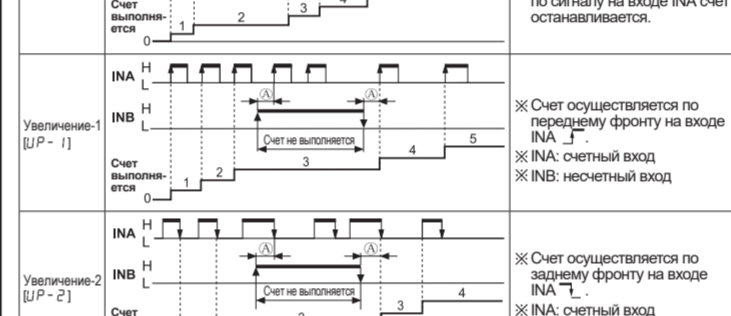 Счет
выполня-
ется
0
1
2
3
по сигналу на входе INA счет
останавливается.
Увеличение-1
[UP-1]
INA H
L
INB H
L
Ⓐ Ⓐ
Счет не выполняется
Счет
выполня-
ется
0
1
2
3
4
5
※ Счет осуществляется по
переднему фронту на входе
INA .
※ INA: счетный вход
※ INB: несчетный вход
Увеличение-2
[UP-2]
INA H
L
INB H
L
Ⓐ Ⓐ
Счет не выполняется
Счет
3
4
※ Счет осуществляется по
заднему фронту на входе
INA .
※ INA: счетный вход